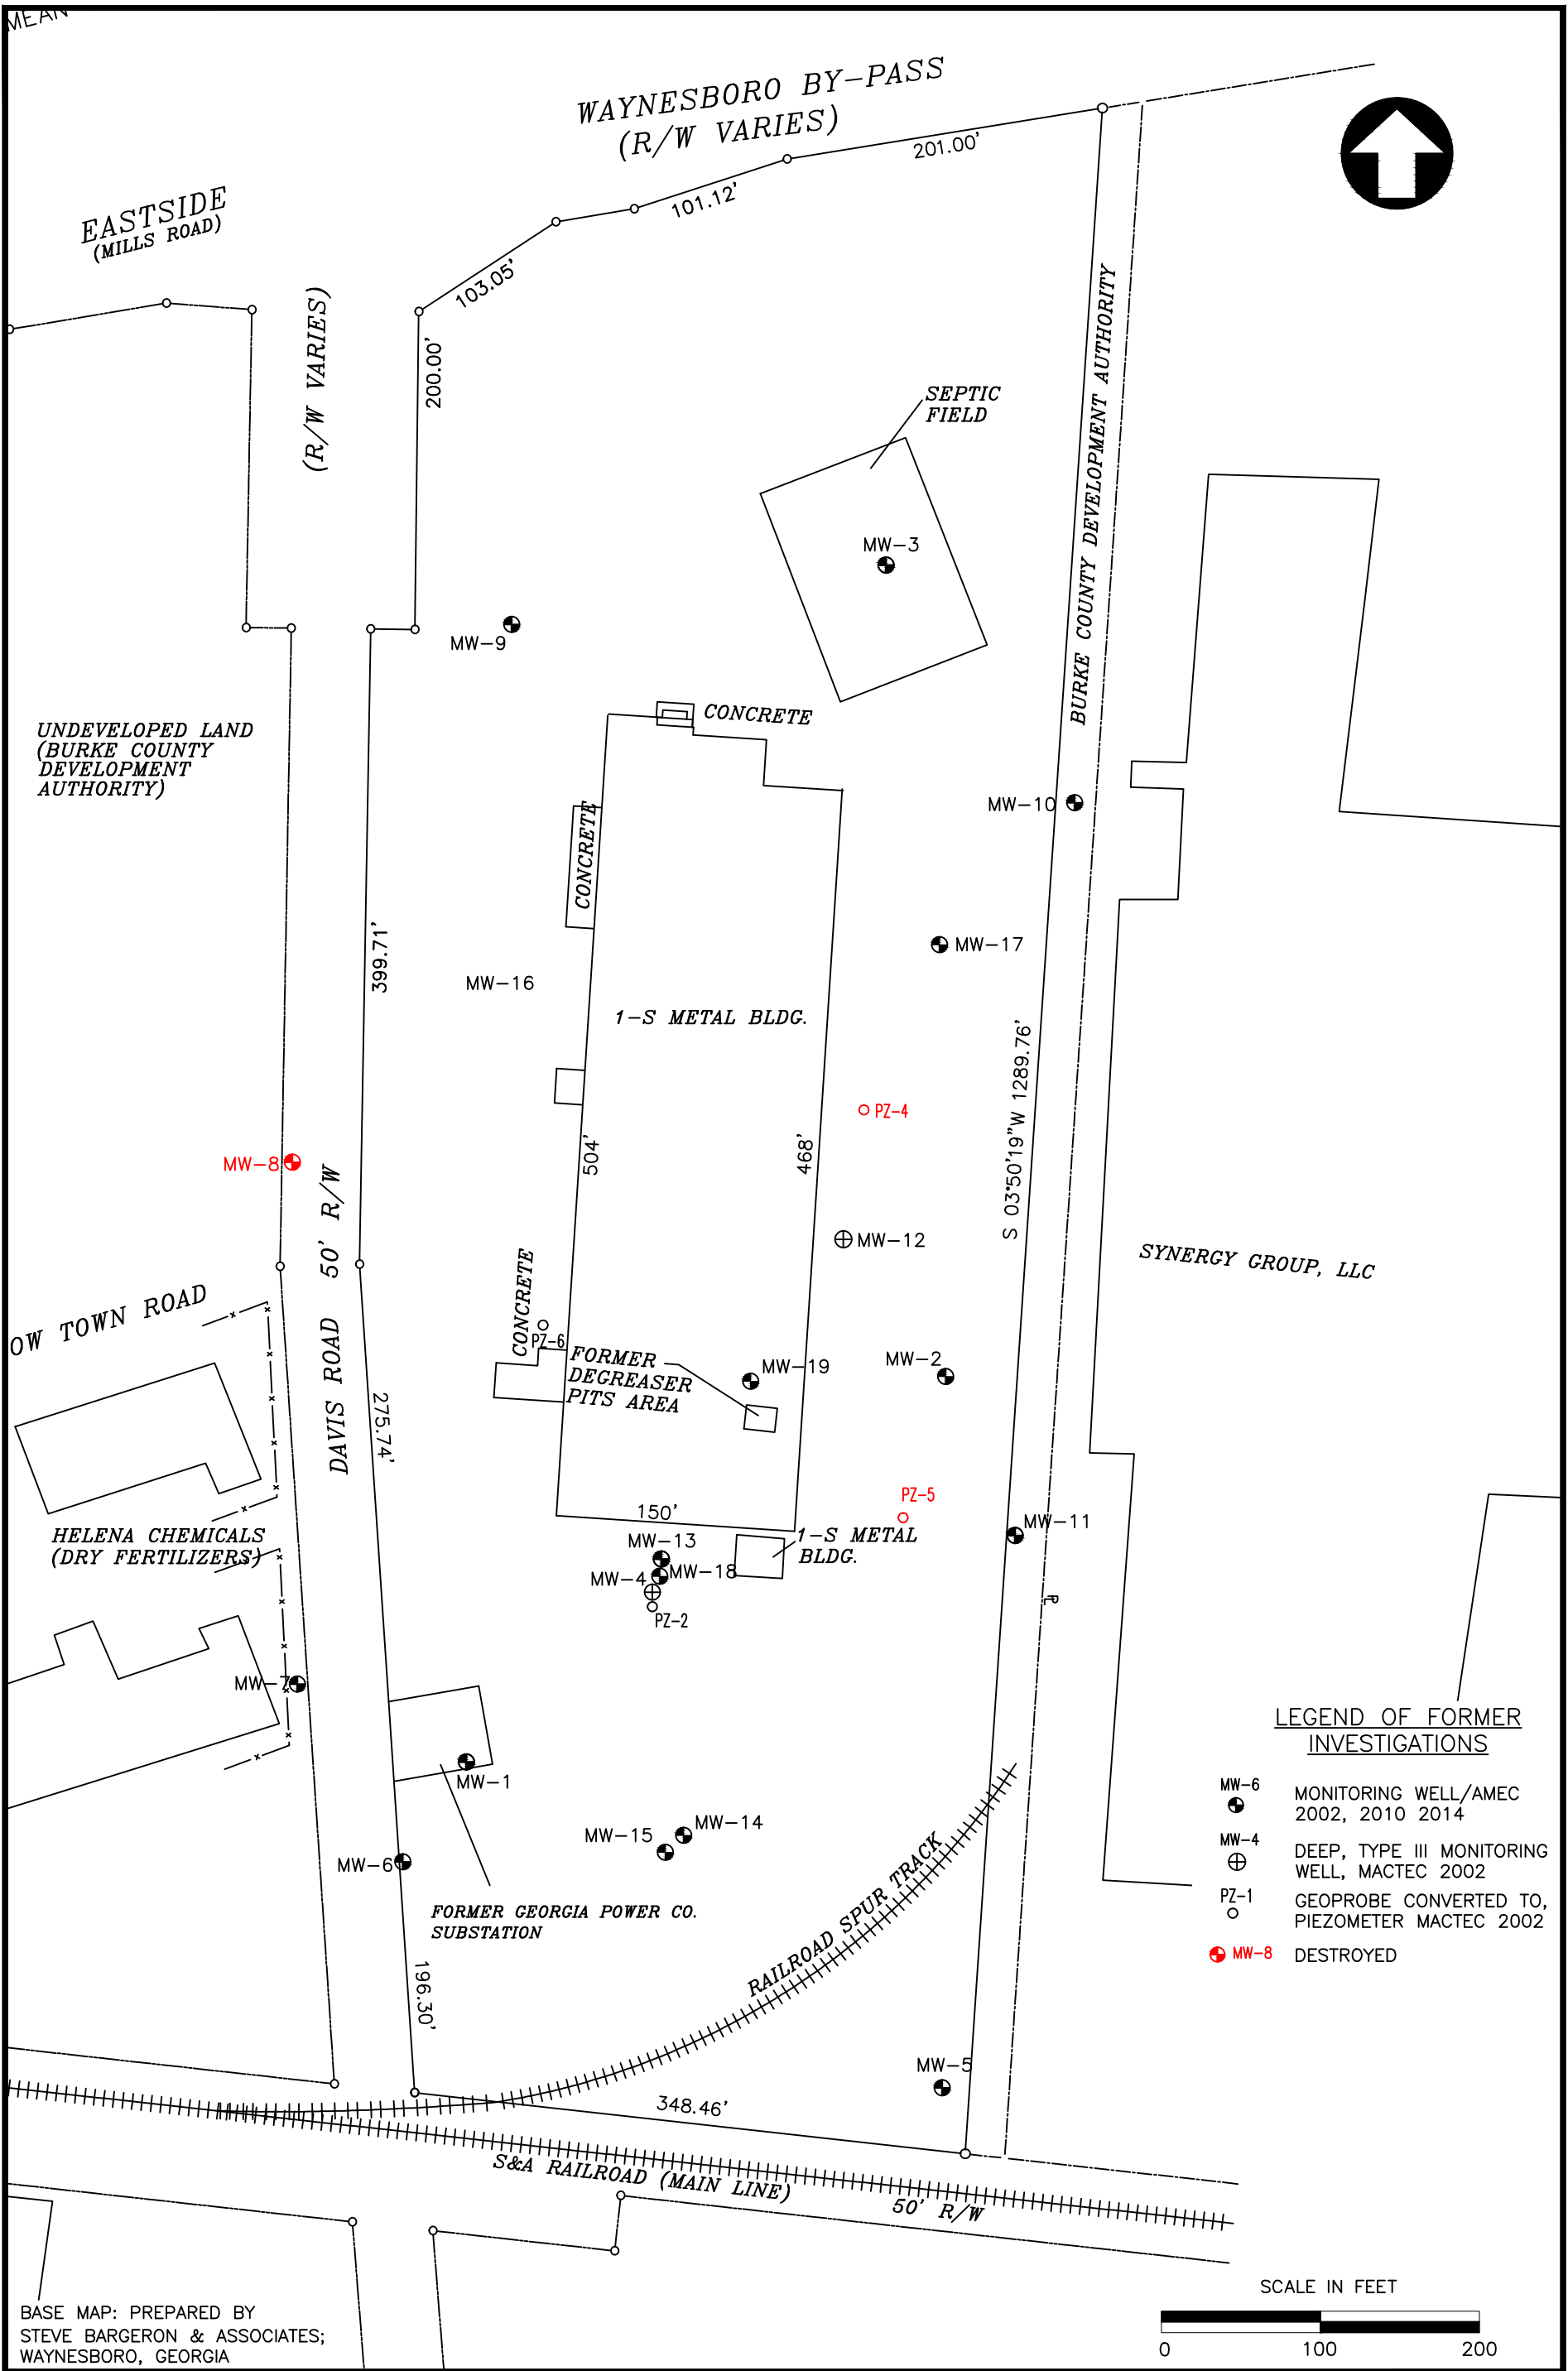 MEAN
WAYNESBORO BY-PASS
(R/W VARIES)
201.00'
101.12'
EASTSIDE
(MILLS ROAD)
103.05'
(R/W VARIES)
200.00'
BURKE COUNTY DEVELOPMENT AUTHORITY
SEPTIC
FIELD
MW-3
MW-9
UNDEVELOPED LAND
(BURKE COUNTY
DEVELOPMENT
AUTHORITY)
CONCRETE
CONCRETE
MW-10
399.71'
MW-17
MW-16
1-S METAL BLDG.
S 03°50'19"W 1289.76'
PZ-4
504'
468'
MW-8
DAVIS ROAD 50' R/W
MW-12
SYNERGY GROUP, LLC
OW TOWN ROAD
CONCRETE
PZ-6
FORMER
DEGREASER
PITS AREA
MW-19
MW-2
275.74'
PZ-5
150'
1-S METAL
BLDG.
MW-11
HELENA CHEMICALS
(DRY FERTILIZERS)
MW-13
MW-18
MW-4
PZ-2
PL
MW-7
MW-1
MW-14
MW-15
MW-6
FORMER GEORGIA POWER CO.
SUBSTATION
RAILROAD SPUR TRACK
196.30'
LEGEND OF FORMER
INVESTIGATIONS
MW-6
MONITORING WELL/AMEC
2002, 2010 2014
MW-4
DEEP, TYPE III MONITORING
WELL, MACTEC 2002
PZ-1
GEOPROBE CONVERTED TO,
PIEZOMETER MACTEC 2002
MW-8 DESTROYED
MW-5
348.46'
S&A RAILROAD (MAIN LINE)
50' R/W
SCALE IN FEET
0 100 200
BASE MAP: PREPARED BY
STEVE BARGERON & ASSOCIATES;
WAYNESBORO, GEORGIA